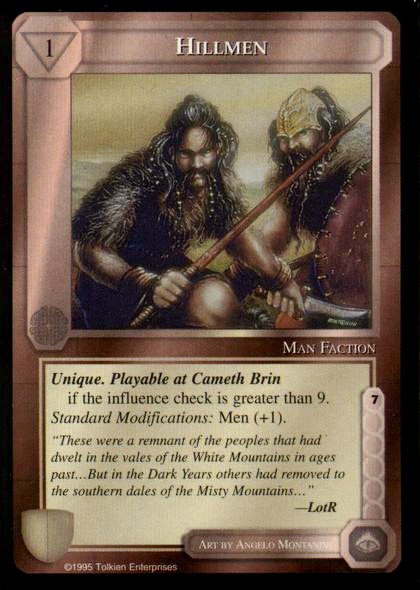 1
HILLMEN
MAN FACTION
Unique. Playable at Cameth Brin
if the influence check is greater than 9.
Standard Modifications: Men (+1).
7
“These were a remnant of the peoples that had
dwelt in the vales of the White Mountains in ages
past…But in the Dark Years others had removed to
the southern dales of the Misty Mountains…”
—LotR
ART BY ANGELO MONTANINI
©1995 Tolkien Enterprises